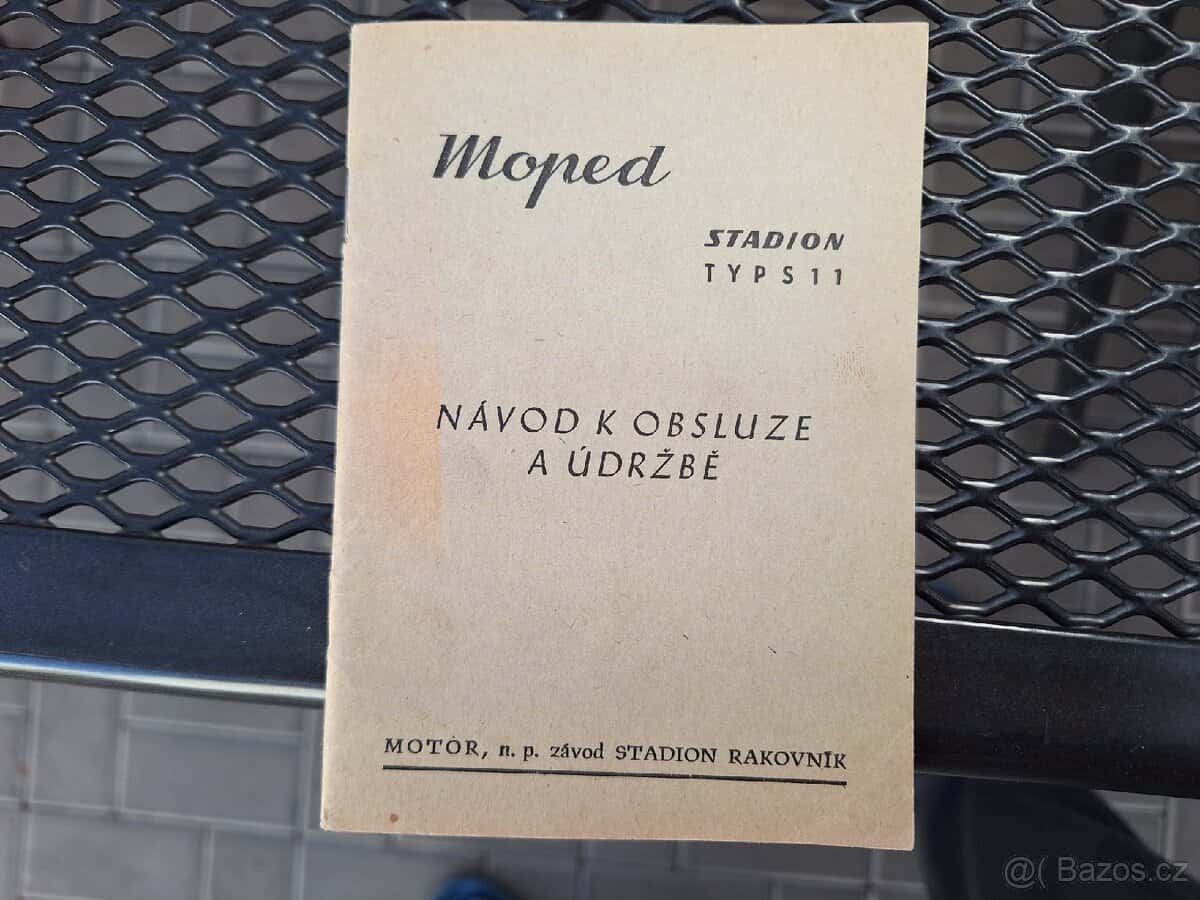 Moped
STADION
TYP S 11
NÁVOD K OBSLUZE
A ÚDRŽBĚ
MOTOR, n. p. závod STADION RAKOVNÍK
@( Bazos.cz